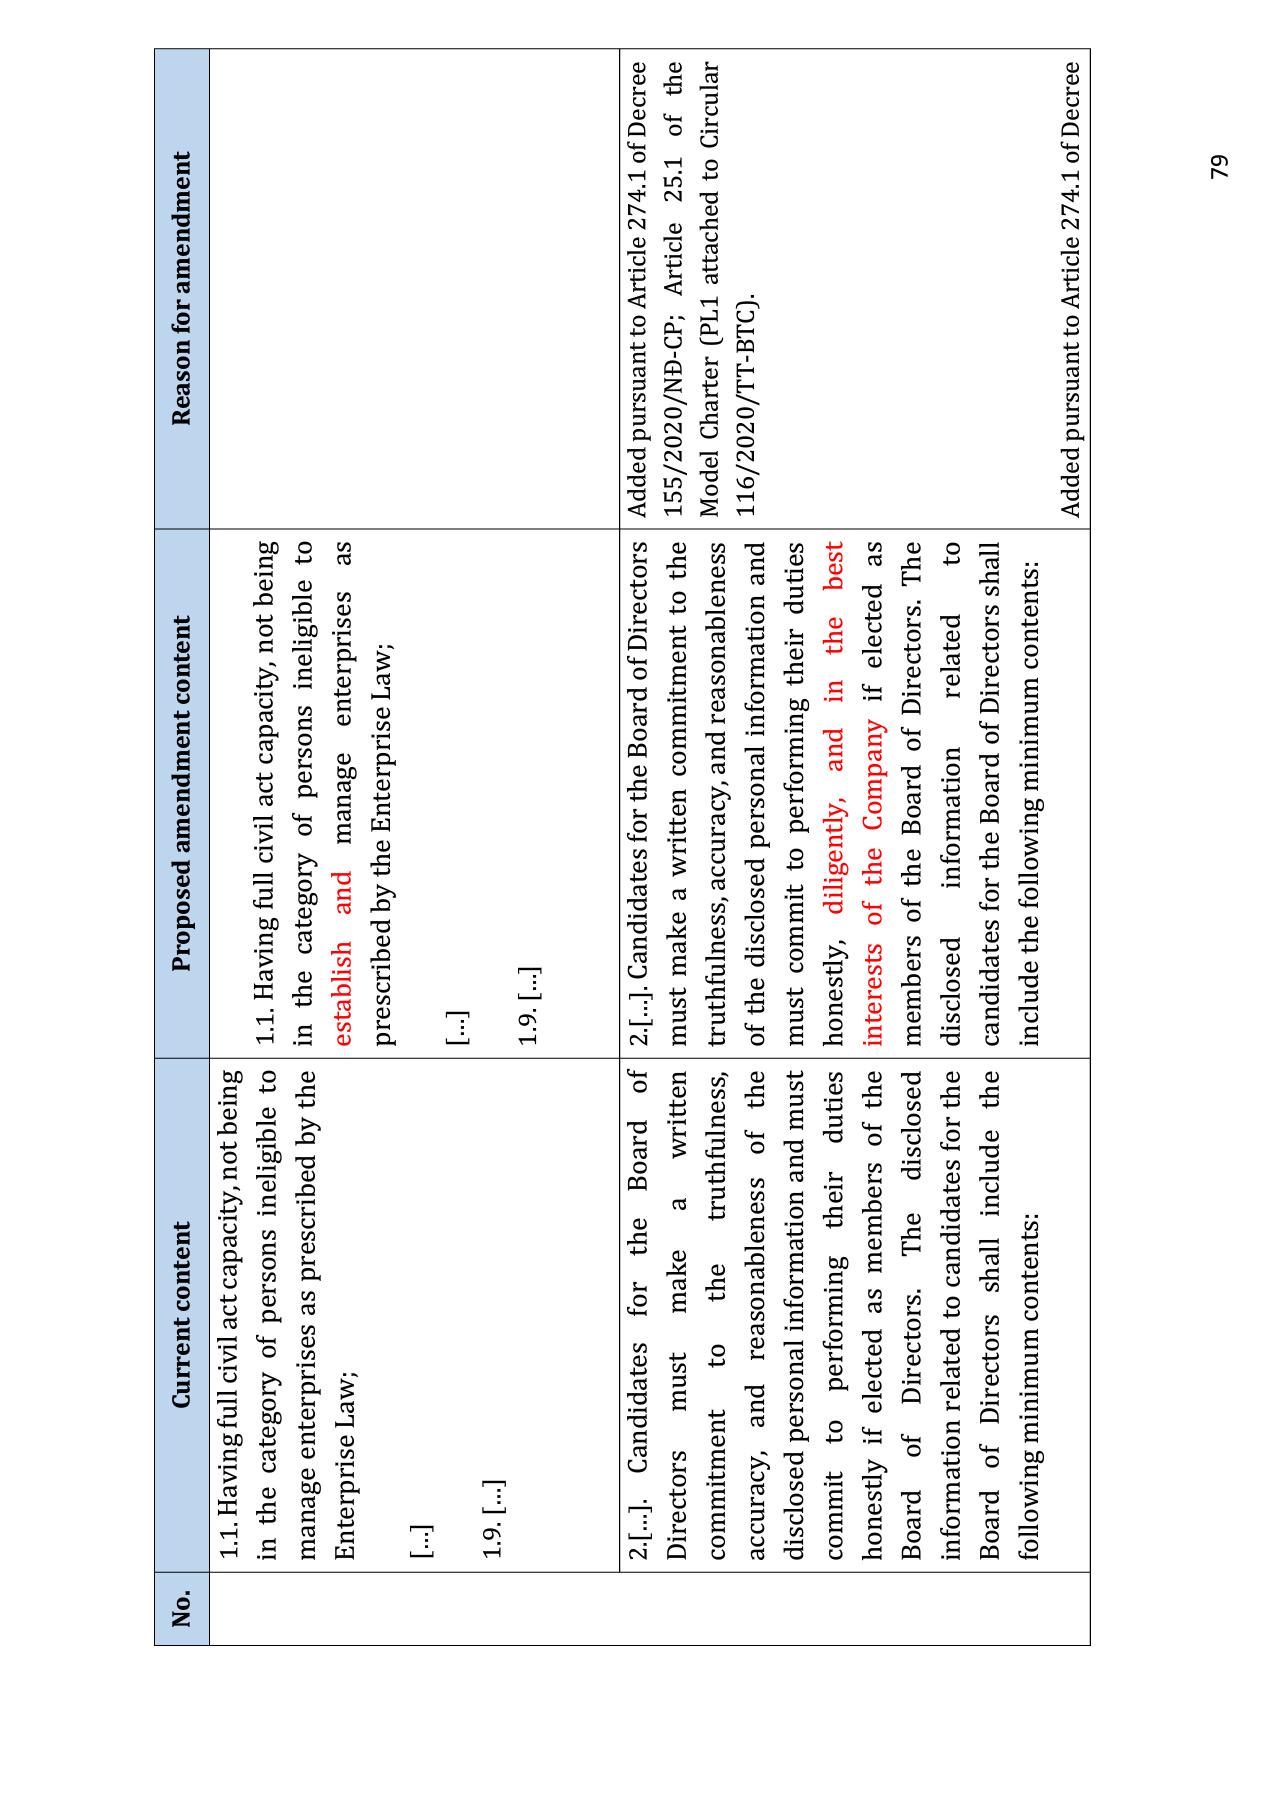 No.
Current content
Proposed amendment content
Reason for amendment
1.1. Having full civil act capacity, not being
in the category of persons ineligible to
manage enterprises as prescribed by the
Enterprise Law;
[...]
1.9. [...]
1.1. Having full civil act capacity, not being
in the category of persons ineligible to
establish and manage enterprises as
prescribed by the Enterprise Law;
[...]
1.9. [...]
2.[...]. Candidates for the Board of
Directors must make a written
commitment to the truthfulness,
accuracy, and reasonableness of the
disclosed personal information and must
commit to performing their duties
honestly if elected as members of the
Board of Directors. The disclosed
information related to candidates for the
Board of Directors shall include the
following minimum contents:
2.[...]. Candidates for the Board of Directors
must make a written commitment to the
truthfulness, accuracy, and reasonableness
of the disclosed personal information and
must commit to performing their duties
honestly, diligently, and in the best
interests of the Company if elected as
members of the Board of Directors. The
disclosed information related to
candidates for the Board of Directors shall
include the following minimum contents:
Added pursuant to Article 274.1 of Decree
155/2020/NĐ-CP; Article 25.1 of the
Model Charter (PL1 attached to Circular
116/2020/TT-BTC).
Added pursuant to Article 274.1 of Decree
79